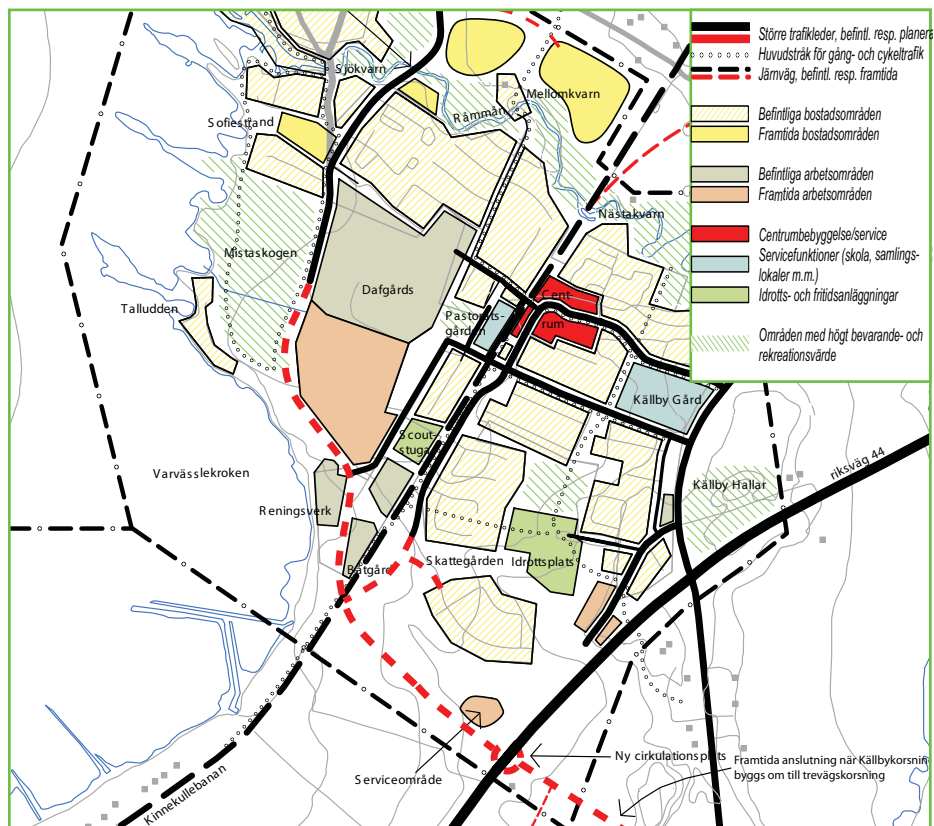 Större trafikleder, befintl. resp. planera
Huvudstråk för gång- och cykeltrafik
Järnväg, befintl. resp. framtida
Befintliga bostadsområden
Framtida bostadsområden
Befintliga arbetsområden
Framtida arbetsområden
Centrumbebyggelse/service
Servicefunktioner (skola, samlings-
lokaler m.m.)
Idrotts- och fritidsanläggningar
Områden med högt bevarande- och
rekreationsvärde
Sjökvarn
Mellomkvarn
Råmmån
Sofiestrand
Nästakvarn
Mistaskogen
Dafgårds
Talludden
Cent-
rum
Pastorats-
gården
Källby Gård
Scout-
stuga
riksväg 44
Varvässlekroken
Källby Hallar
Reningsverk
Skattegården
Idrottsplats
Båtgård
Ny cirkulationsplats
Serviceområde
Framtida anslutning när Källbykorsnin
byggs om till trevägskorsning
Kinnekullebanan